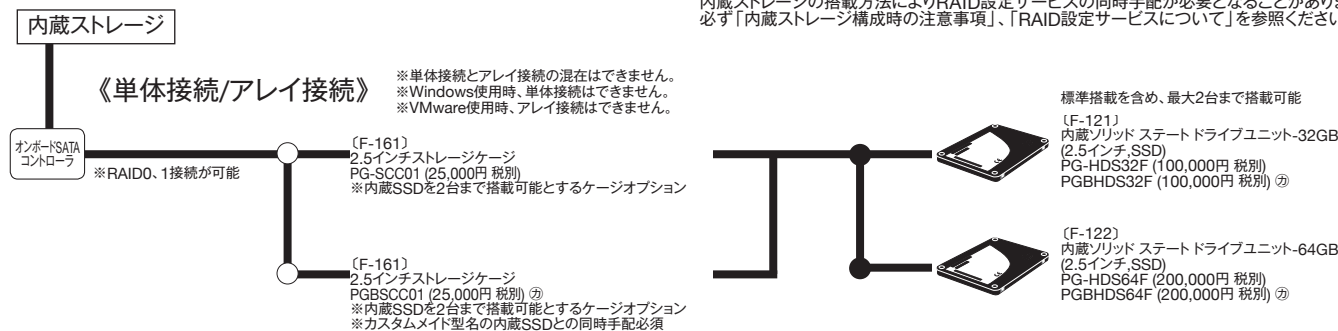 内蔵ストレージの搭載方法によりRAID設定サービスの同時手配が必要となることがありま
必ず「内蔵ストレージ構成時の注意事項」、「RAID設定サービスについて」を参照ください
内蔵ストレージ
《単体接続/アレイ接続》
※単体接続とアレイ接続の混在はできません。
※Windows使用時、単体接続はできません。
※VMware使用時、アレイ接続はできません。
オンボードSATA
コントローラ
※RAID0、1接続が可能
〔F-161〕
2.5インチストレージケージ
PG-SCC01 (25,000円 税別)
※内蔵SSDを2台まで搭載可能とするケージオプション
〔F-161〕
2.5インチストレージケージ
PGBSCC01 (25,000円 税別) ㋕
※内蔵SSDを2台まで搭載可能とするケージオプション
※カスタムメイド型名の内蔵SSDとの同時手配必須
標準搭載を含め、最大2台まで搭載可能
〔F-121〕
内蔵ソリッド ステートドライブユニット-32GB
(2.5インチ,SSD)
PG-HDS32F (100,000円 税別)
PGBHDS32F (100,000円 税別) ㋕
〔F-122〕
内蔵ソリッド ステートドライブユニット-64GB
(2.5インチ,SSD)
PG-HDS64F (200,000円 税別)
PGBHDS64F (200,000円 税別) ㋕